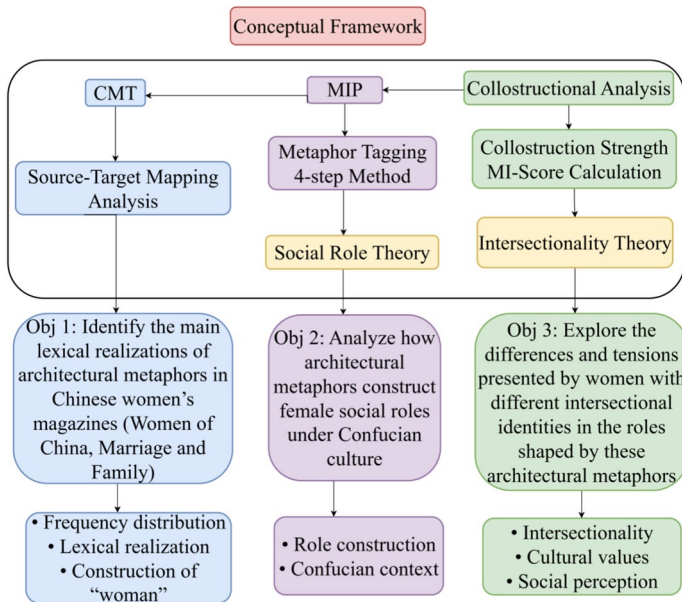 Conceptual Framework
CMT
MIP
Collostructional Analysis
Source-Target Mapping
Analysis
Metaphor Tagging
4-step Method
Collostruction Strength
MI-Score Calculation
Social Role Theory
Intersectionality Theory
Obj 1: Identify the main
lexical realizations of
architectural metaphors in
Chinese women's
magazines (Women of
China, Marriage and
Family)
Obj 2: Analyze how
architectural
metaphors construct
female social roles
under Confucian
culture
Obj 3: Explore the
differences and tensions
presented by women with
different intersectional
identities in the roles
shaped by these
architectural metaphors
• Frequency distribution
• Lexical realization
• Construction of
“woman”
• Role construction
• Confucian context
• Intersectionality
• Cultural values
• Social perception